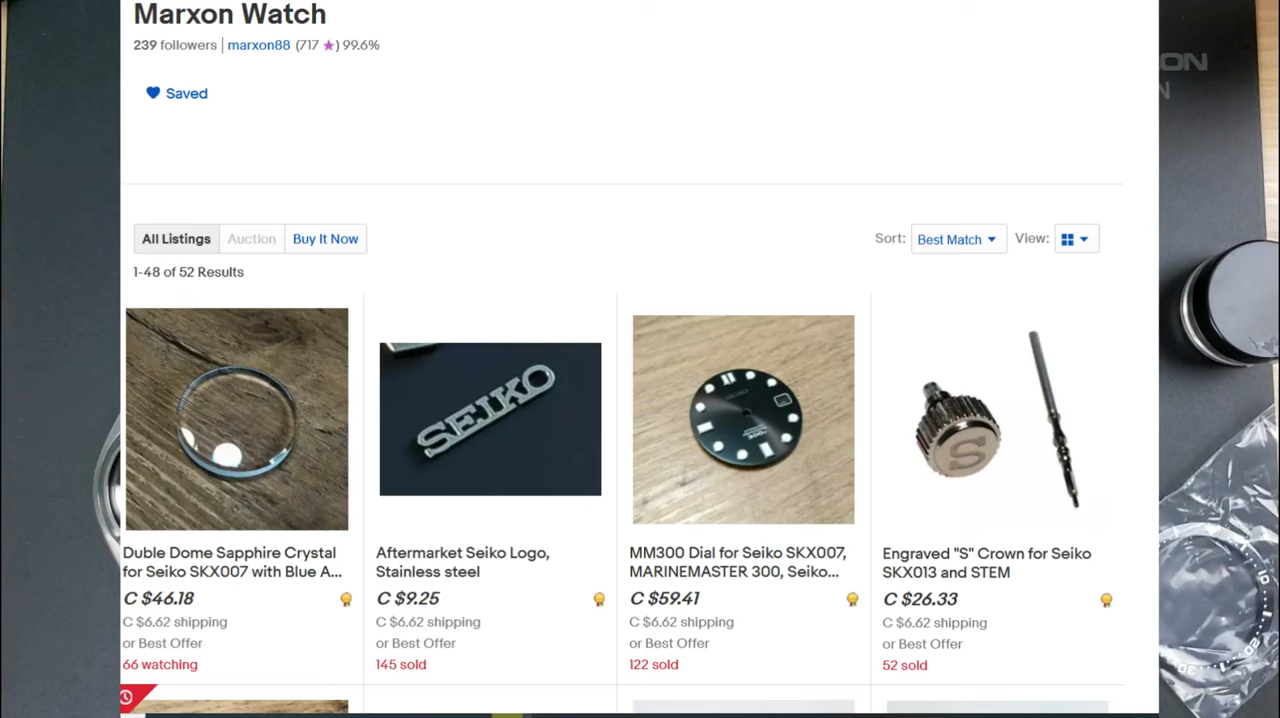 Marxon Watch
239 followers | marxon88 (717 ★) 99.6%
Saved
All Listings Auction Buy It Now
Sort: Best Match View:
1-48 of 52 Results
ON
N
SEIKO
S
Duble Dome Sapphire Crystal
for Seiko SKX007 with Blue A...
C $46.18
C $6.62 shipping
or Best Offer
66 watching
Aftermarket Seiko Logo,
Stainless steel
C $9.25
C $6.62 shipping
or Best Offer
145 sold
MM300 Dial for Seiko SKX007,
MARINEMASTER 300, Seiko...
C $59.41
C $6.62 shipping
or Best Offer
122 sold
Engraved "S" Crown for Seiko
SKX013 and STEM
C $26.33
C $6.62 shipping
or Best Offer
52 sold
10
20
30